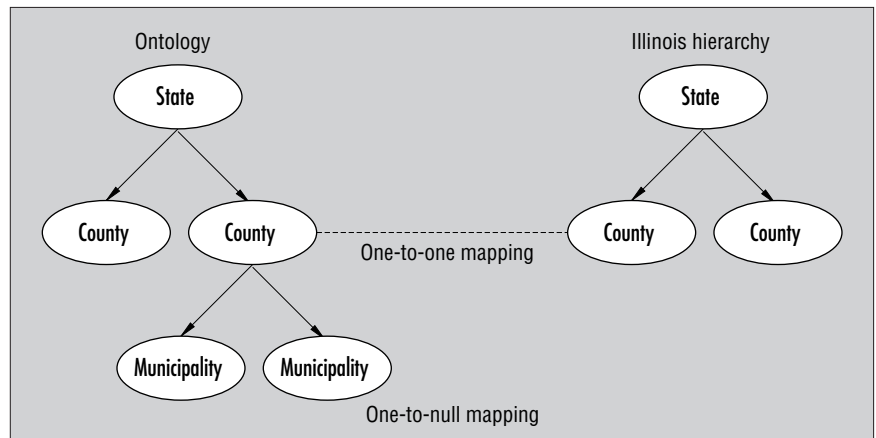 Ontology
Illinois hierarchy
State
State
County
County
County
County
One-to-one mapping
Municipality
Municipality
One-to-null mapping